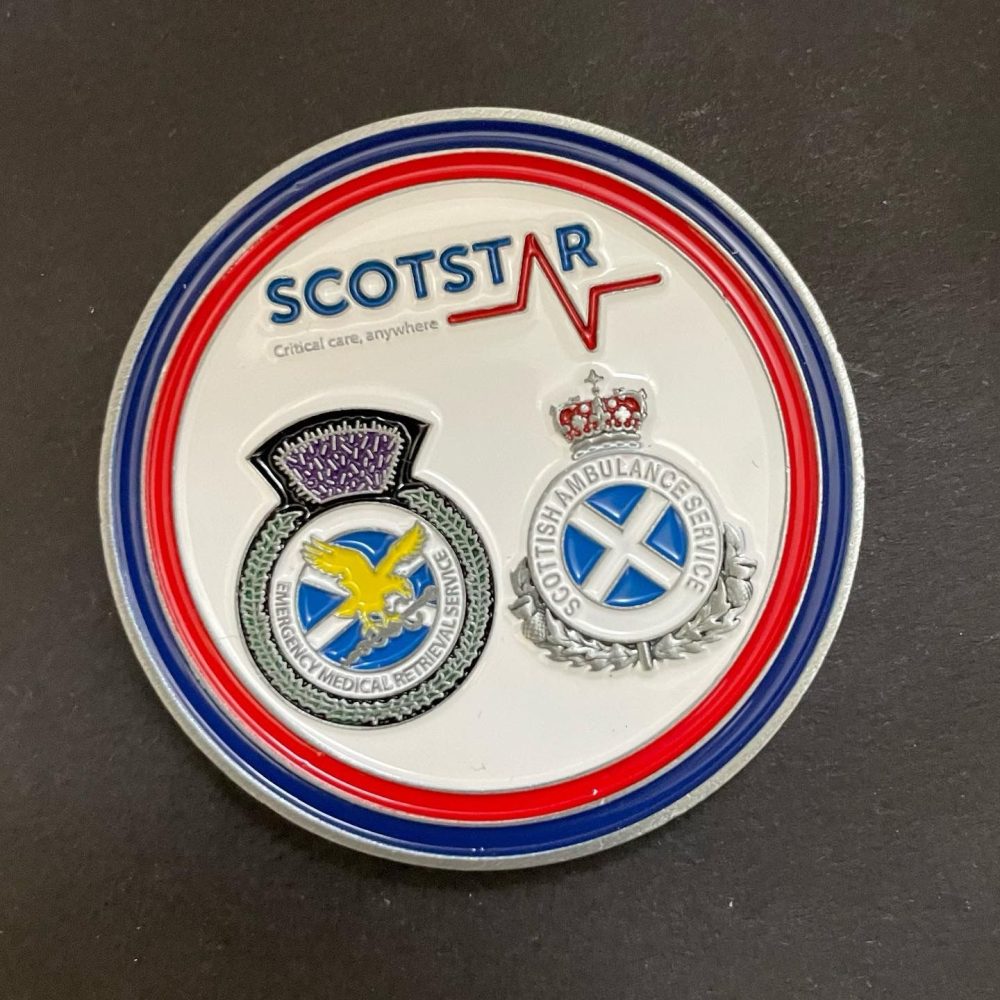 SCOTSTAR
Critical care, anywhere
EMERGENCY MEDICAL RETRIEVAL SERVICE
SCOTTISH AMBULANCE SERVICE